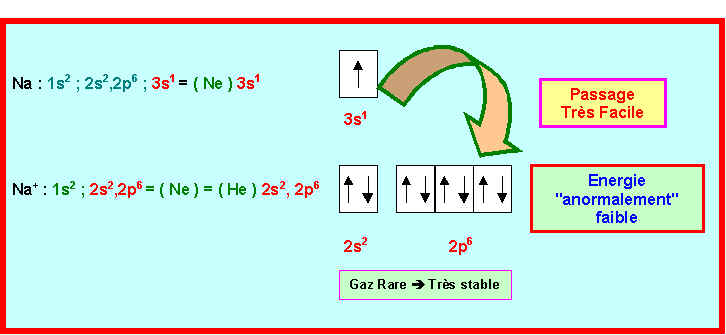 Na : 1s² ; 2s²,2p⁶ ; 3s¹ = ( Ne ) 3s¹
3s¹
Passage
Très Facile
Na⁺ : 1s² ; 2s²,2p⁶ = ( Ne ) = ( He ) 2s², 2p⁶
2s²
2p⁶
Energie
"anormalement"
faible
Gaz Rare ➔ Très stable